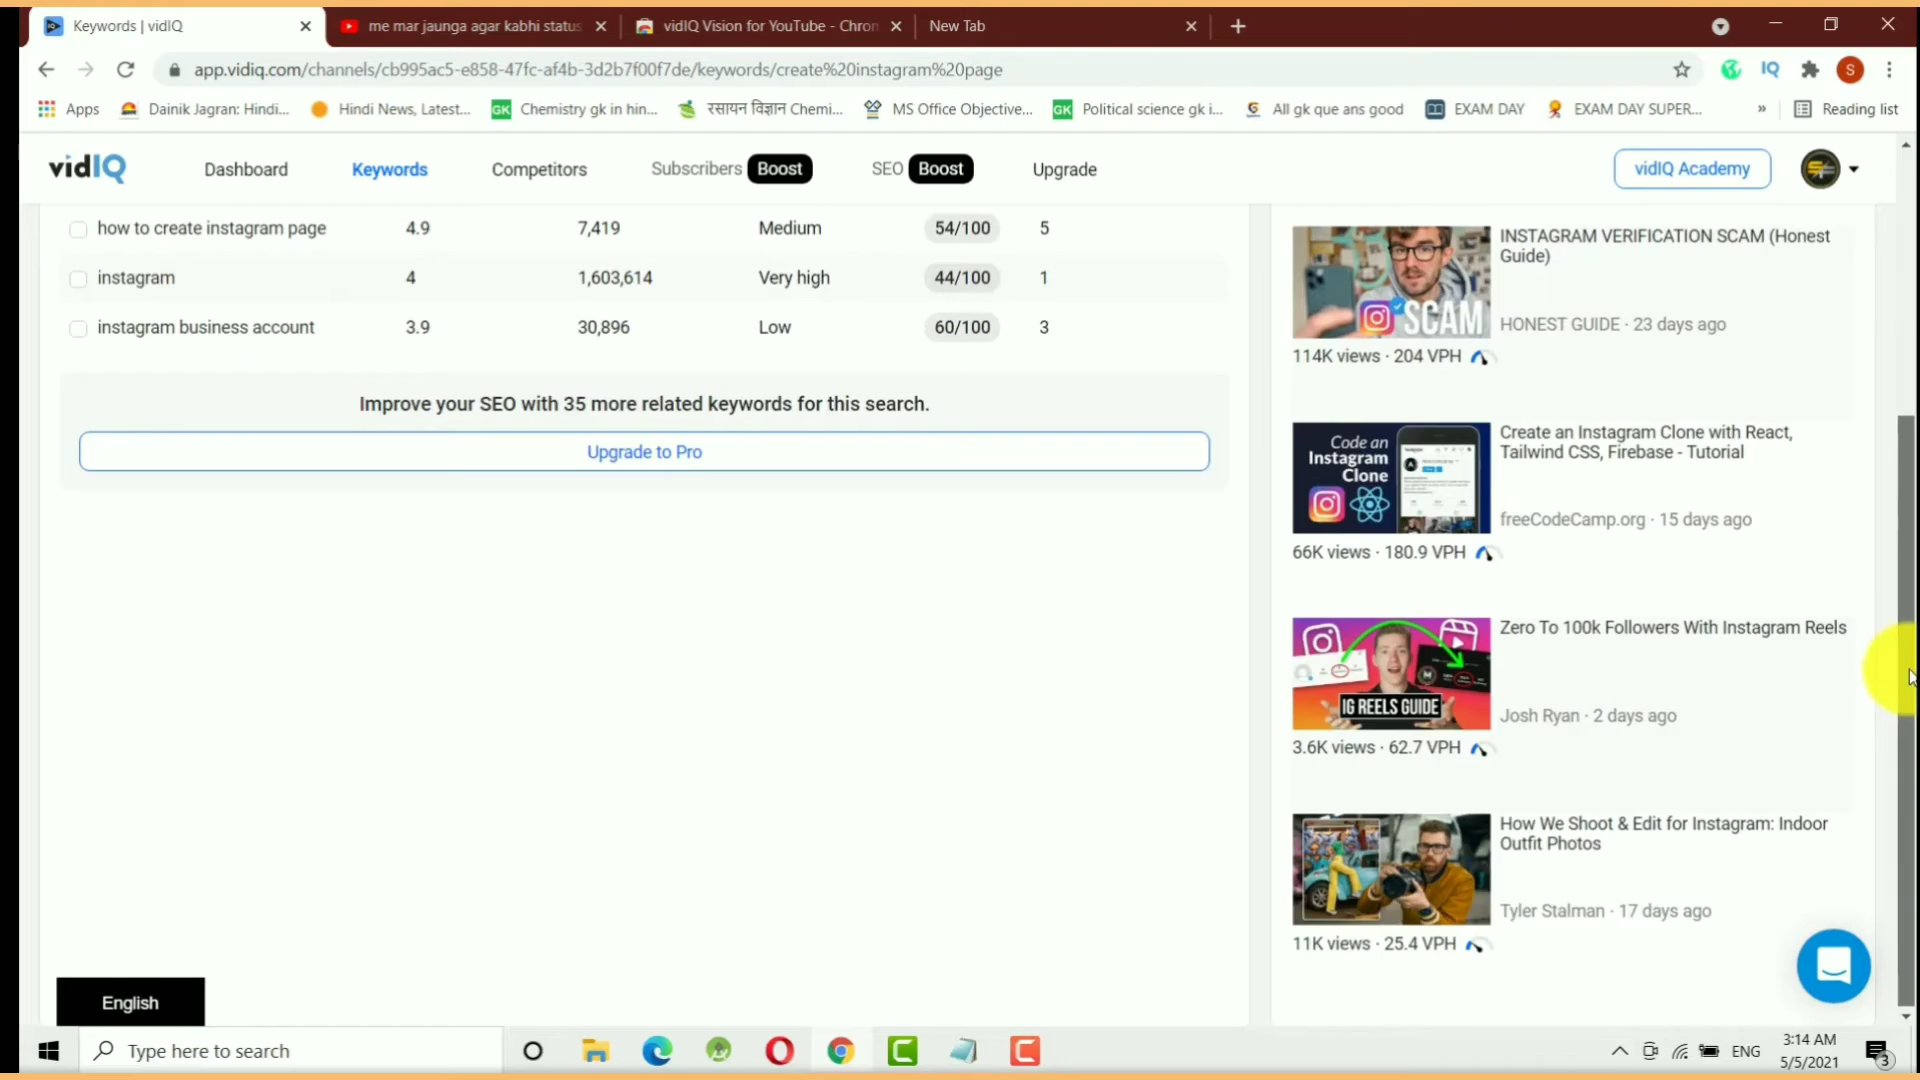 Keywords | vidIQ
me mar jaunga agar kabhi status
vidIQ Vision for YouTube - Chron
New Tab
app.vidiq.com/channels/cb995ac5-e858-47fc-af4b-3d2b7f00f7de/keywords/create%20instagram%20page
IQ
S
Apps
Dainik Jagran: Hindi...
Hindi News, Latest...
GK Chemistry gk in hin...
रसायन विज्ञान Chemi...
MS Office Objective...
GK Political science gk i...
All gk que ans good
EXAM DAY
EXAM DAY SUPER...
»
Reading list
vidIQ
Dashboard
Keywords
Competitors
Subscribers Boost
SEO Boost
Upgrade
vidIQ Academy
how to create instagram page 4.9 7,419 Medium 54/100 5
instagram 4 1,603,614 Very high 44/100 1
instagram business account 3.9 30,896 Low 60/100 3
Improve your SEO with 35 more related keywords for this search.
Upgrade to Pro
SCAM
INSTAGRAM VERIFICATION SCAM (Honest
Guide)
HONEST GUIDE · 23 days ago
114K views · 204 VPH
Code an
Instagram
Clone
Create an Instagram Clone with React,
Tailwind CSS, Firebase - Tutorial
freeCodeCamp.org · 15 days ago
66K views · 180.9 VPH
IG REELS GUIDE
Zero To 100k Followers With Instagram Reels
Josh Ryan · 2 days ago
3.6K views · 62.7 VPH
How We Shoot & Edit for Instagram: Indoor
Outfit Photos
Tyler Stalman · 17 days ago
11K views · 25.4 VPH
English
Type here to search
ENG
3:14 AM
5/5/2021
3